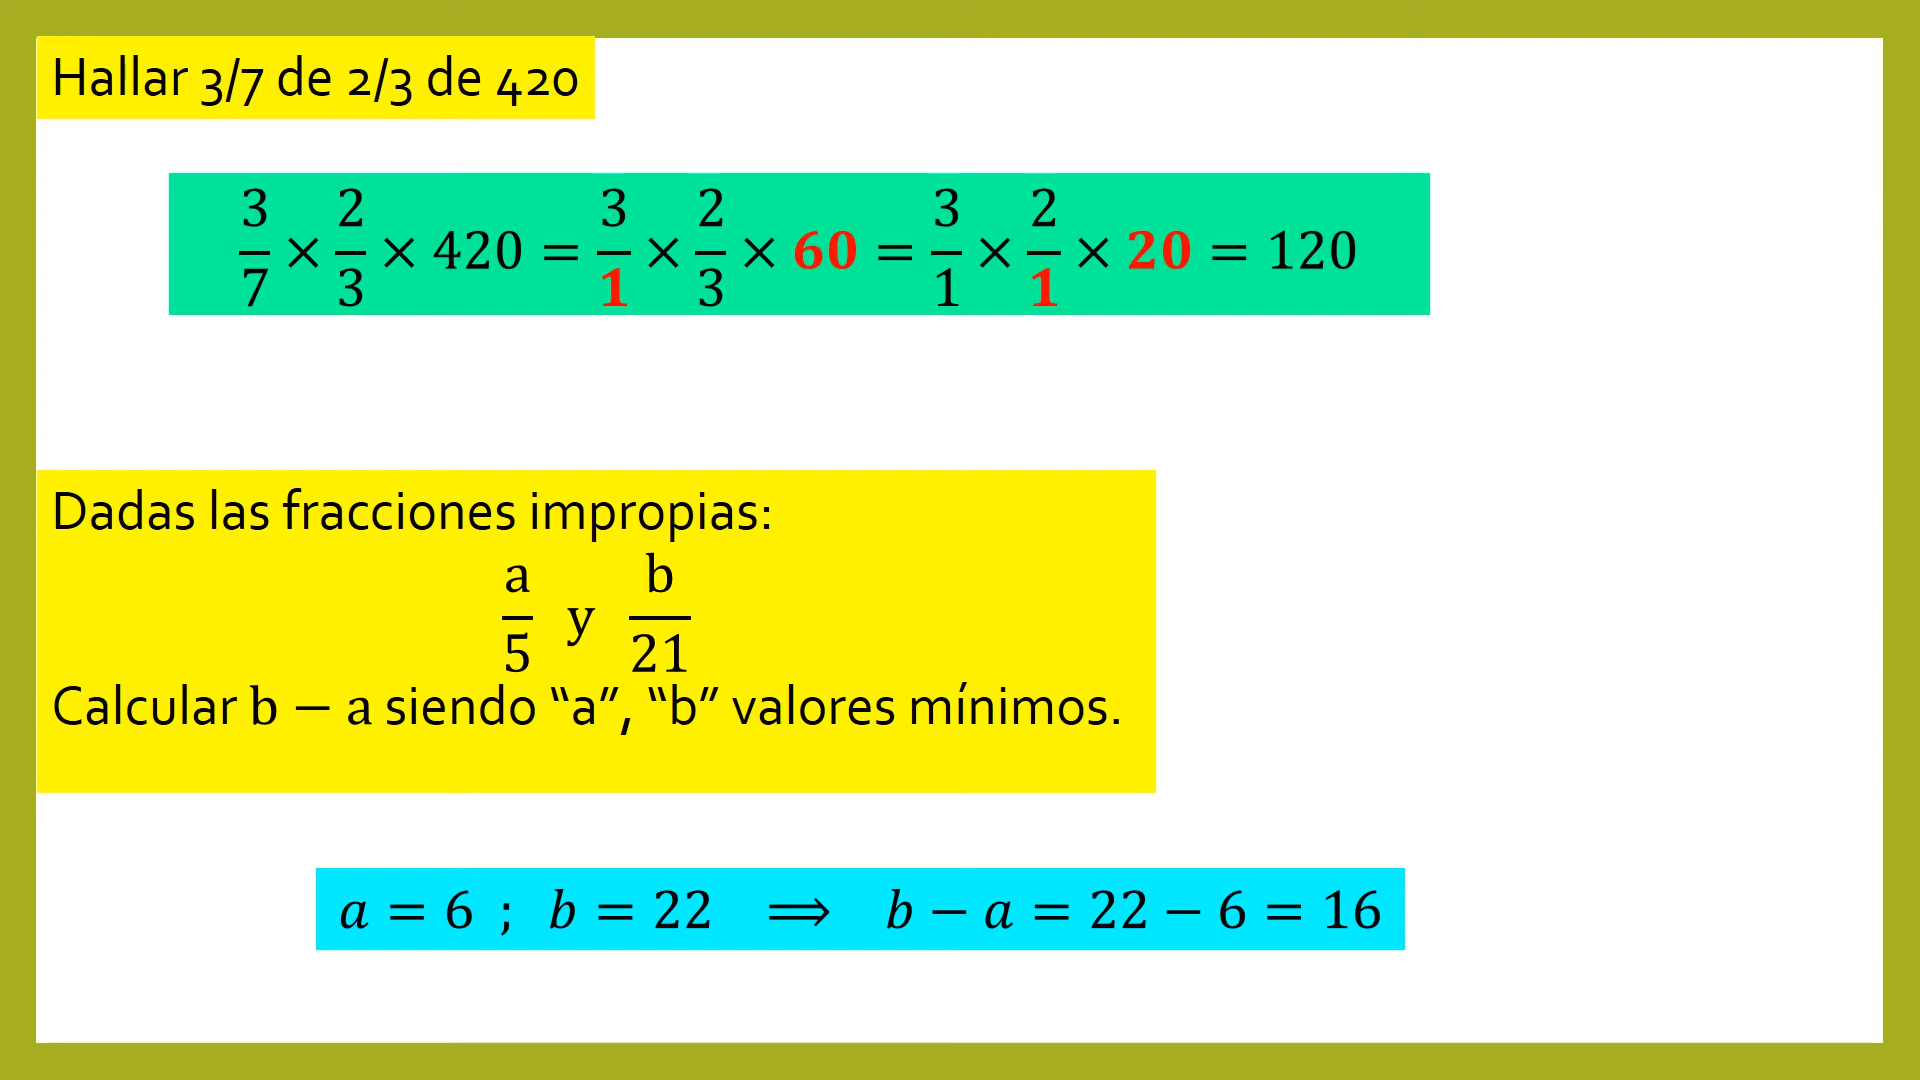 Hallar 3/7 de 2/3 de 420
3/7 × 2/3 × 420 = 3/1 × 2/3 × 60 = 3/1 × 2/1 × 20 = 120
Dadas las fracciones impropias:
a/5 y b/21
Calcular b − a siendo “a”, “b” valores mínimos.
a = 6 ; b = 22 ⟹ b − a = 22 − 6 = 16